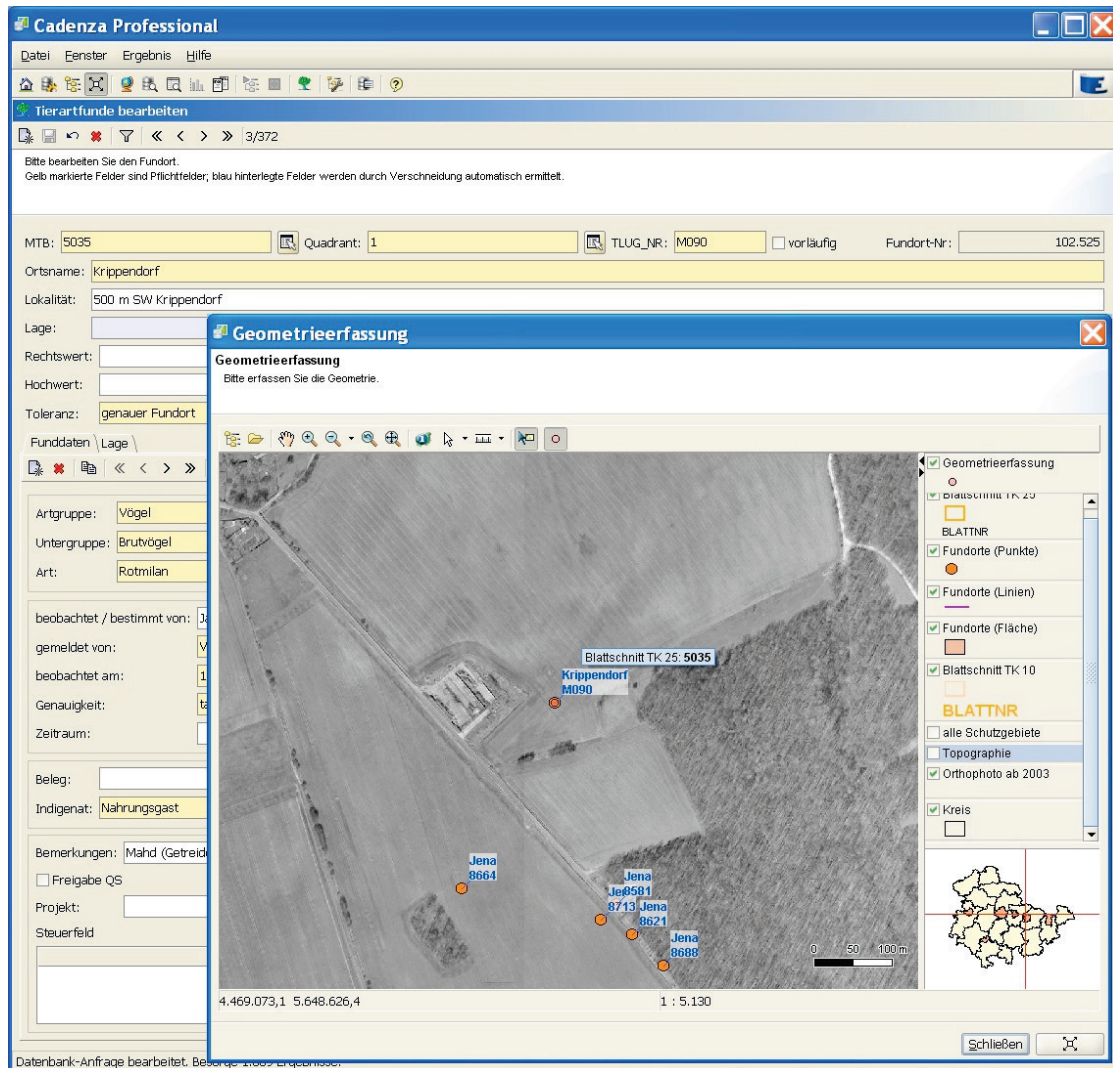 Cadenza Professional
Datei Fenster Ergebnis Hilfe
Tierartfunde bearbeiten
3/372
Bitte bearbeiten Sie den Fundort.
Gelb markierte Felder sind Pflichtfelder; blau hinterlegte Felder werden durch Verschneidung automatisch ermittelt.
MTB: 5035 Quadrant: 1 TLUG_NR: M090 vorläufig Fundort-Nr: 102.525
Ortsname: Krippendorf
Lokalität: 500 m SW Krippendorf
Lage:
Rechtswert:
Hochwert:
Toleranz: genauer Fundort
Funddaten Lage
Artgruppe: Vögel
Untergruppe: Brutvögel
Art: Rotmilan
beobachtet / bestimmt von:
gemeldet von:
beobachtet am:
Genauigkeit:
Zeitraum:
Beleg:
Indigenat: Nahrungsgast
Bemerkungen: Mahd
Freigabe QS
Projekt:
Steuerfeld
Datenbank-Anfrage bearbeitet.
Geometrieerfassung
Geometrieerfassung
Bitte erfassen Sie die Geometrie.
Blattschnitt TK 25: 5035
Krippendorf
M090
Jena
8664
Jena
8581
8713
Jena
8621
Jena
8688
0 50 100 m
Geometrieerfassung
Blattschnitt TK 25
BLATTNR
Fundorte (Punkte)
Fundorte (Linien)
Fundorte (Fläche)
Blattschnitt TK 10
BLATTNR
alle Schutzgebiete
Topographie
Orthophoto ab 2003
Kreis
4.469.073,1 5.648.626,4
1 : 5.130
Schließen